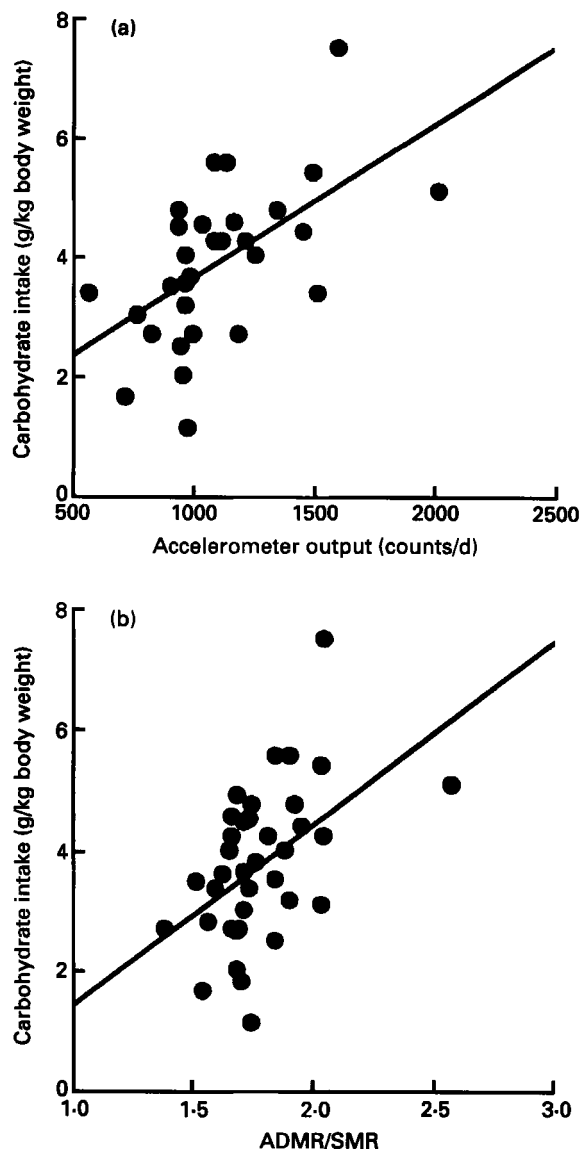 (a)
Carbohydrate intake (g/kg body weight)
8
6
4
2
0
500 1000 1500 2000 2500
Accelerometer output (counts/d)
(b)
Carbohydrate intake (g/kg body weight)
8
6
4
2
0
1·0 1·5 2·0 2·5 3·0
ADMR/SMR